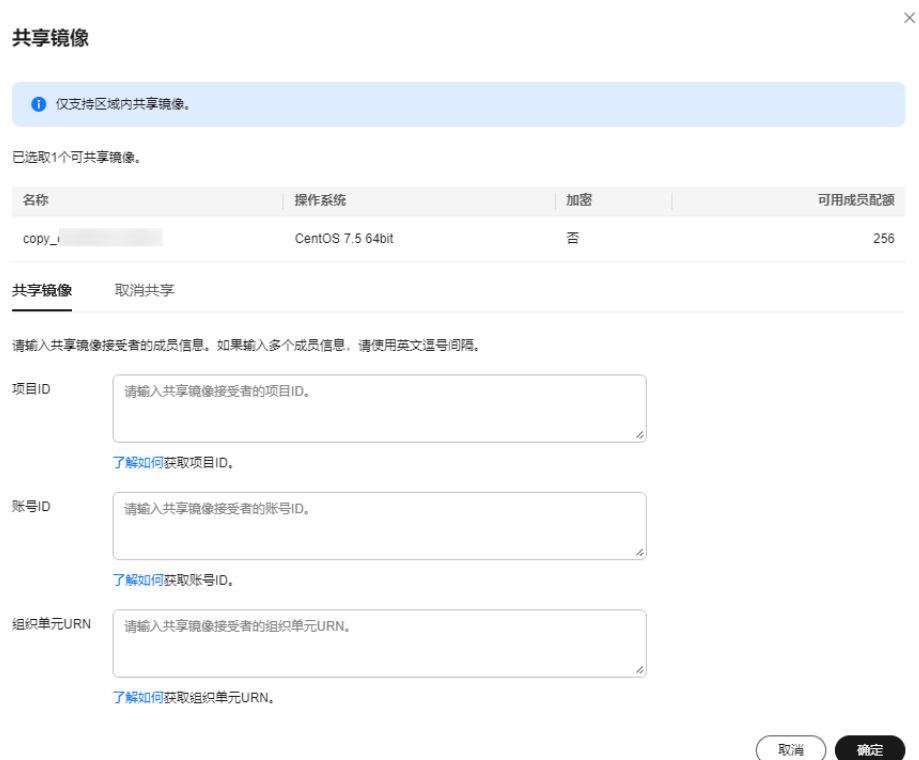 共享镜像
仅支持区域内共享镜像。
已选取1个可共享镜像。
名称 操作系统 加密 可用成员配额
copy_ CentOS 7.5 64bit 否 256
共享镜像 取消共享
请输入共享镜像接受者的成员信息。如果输入多个成员信息，请使用英文逗号间隔。
项目ID 请输入共享镜像接受者的项目ID。
了解如何获取项目ID。
账号ID 请输入共享镜像接受者的账号ID。
了解如何获取账号ID。
组织单元URN 请输入共享镜像接受者的组织单元URN。
了解如何获取组织单元URN。
取消 确定